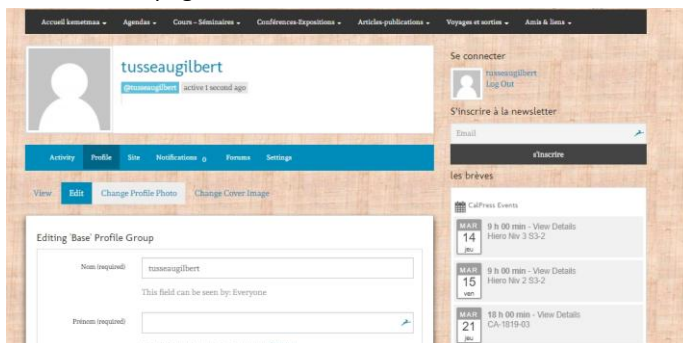 Accueil kemetmaa
Agendas
Cours – Séminaires
Conférences-Expositions
Articles-publications
Voyages et sorties
Amis & liens
tusseaugilbert
@tusseaugilbert active 1 second ago
Activity
Profile
Site
Notifications 0
Forums
Settings
View
Edit
Change Profile Photo
Change Cover Image
Editing 'Base' Profile Group
Nom (required)
tusseaugilbert
This field can be seen by: Everyone
Prénom (required)
Se connecter
tusseaugilbert
Log Out
S'inscrire à la newsletter
Email
s'inscrire
les brèves
CalPress Events
MAR
14
jeu
9 h 00 min - View Details
Hiero Niv 3 S3-2
MAR
15
ven
9 h 00 min - View Details
Hiero Niv 2 S3-2
MAR
21
jeu
18 h 00 min - View Details
CA-1819-03